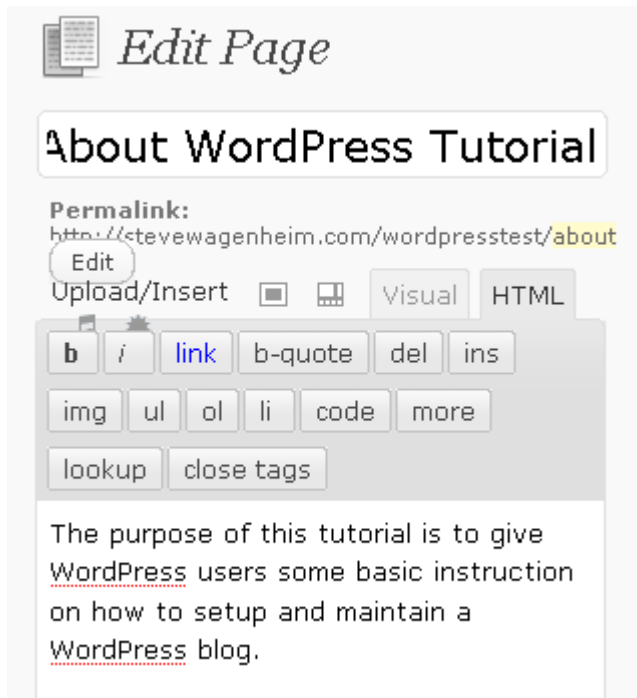 Edit Page
About WordPress Tutorial
Permalink:
http://stevewagenheim.com/wordpresstest/about
Edit
Upload/Insert Visual HTML
b i link b-quote del ins
img ul ol li code more
lookup close tags
The purpose of this tutorial is to give
WordPress users some basic instruction
on how to setup and maintain a
WordPress blog.